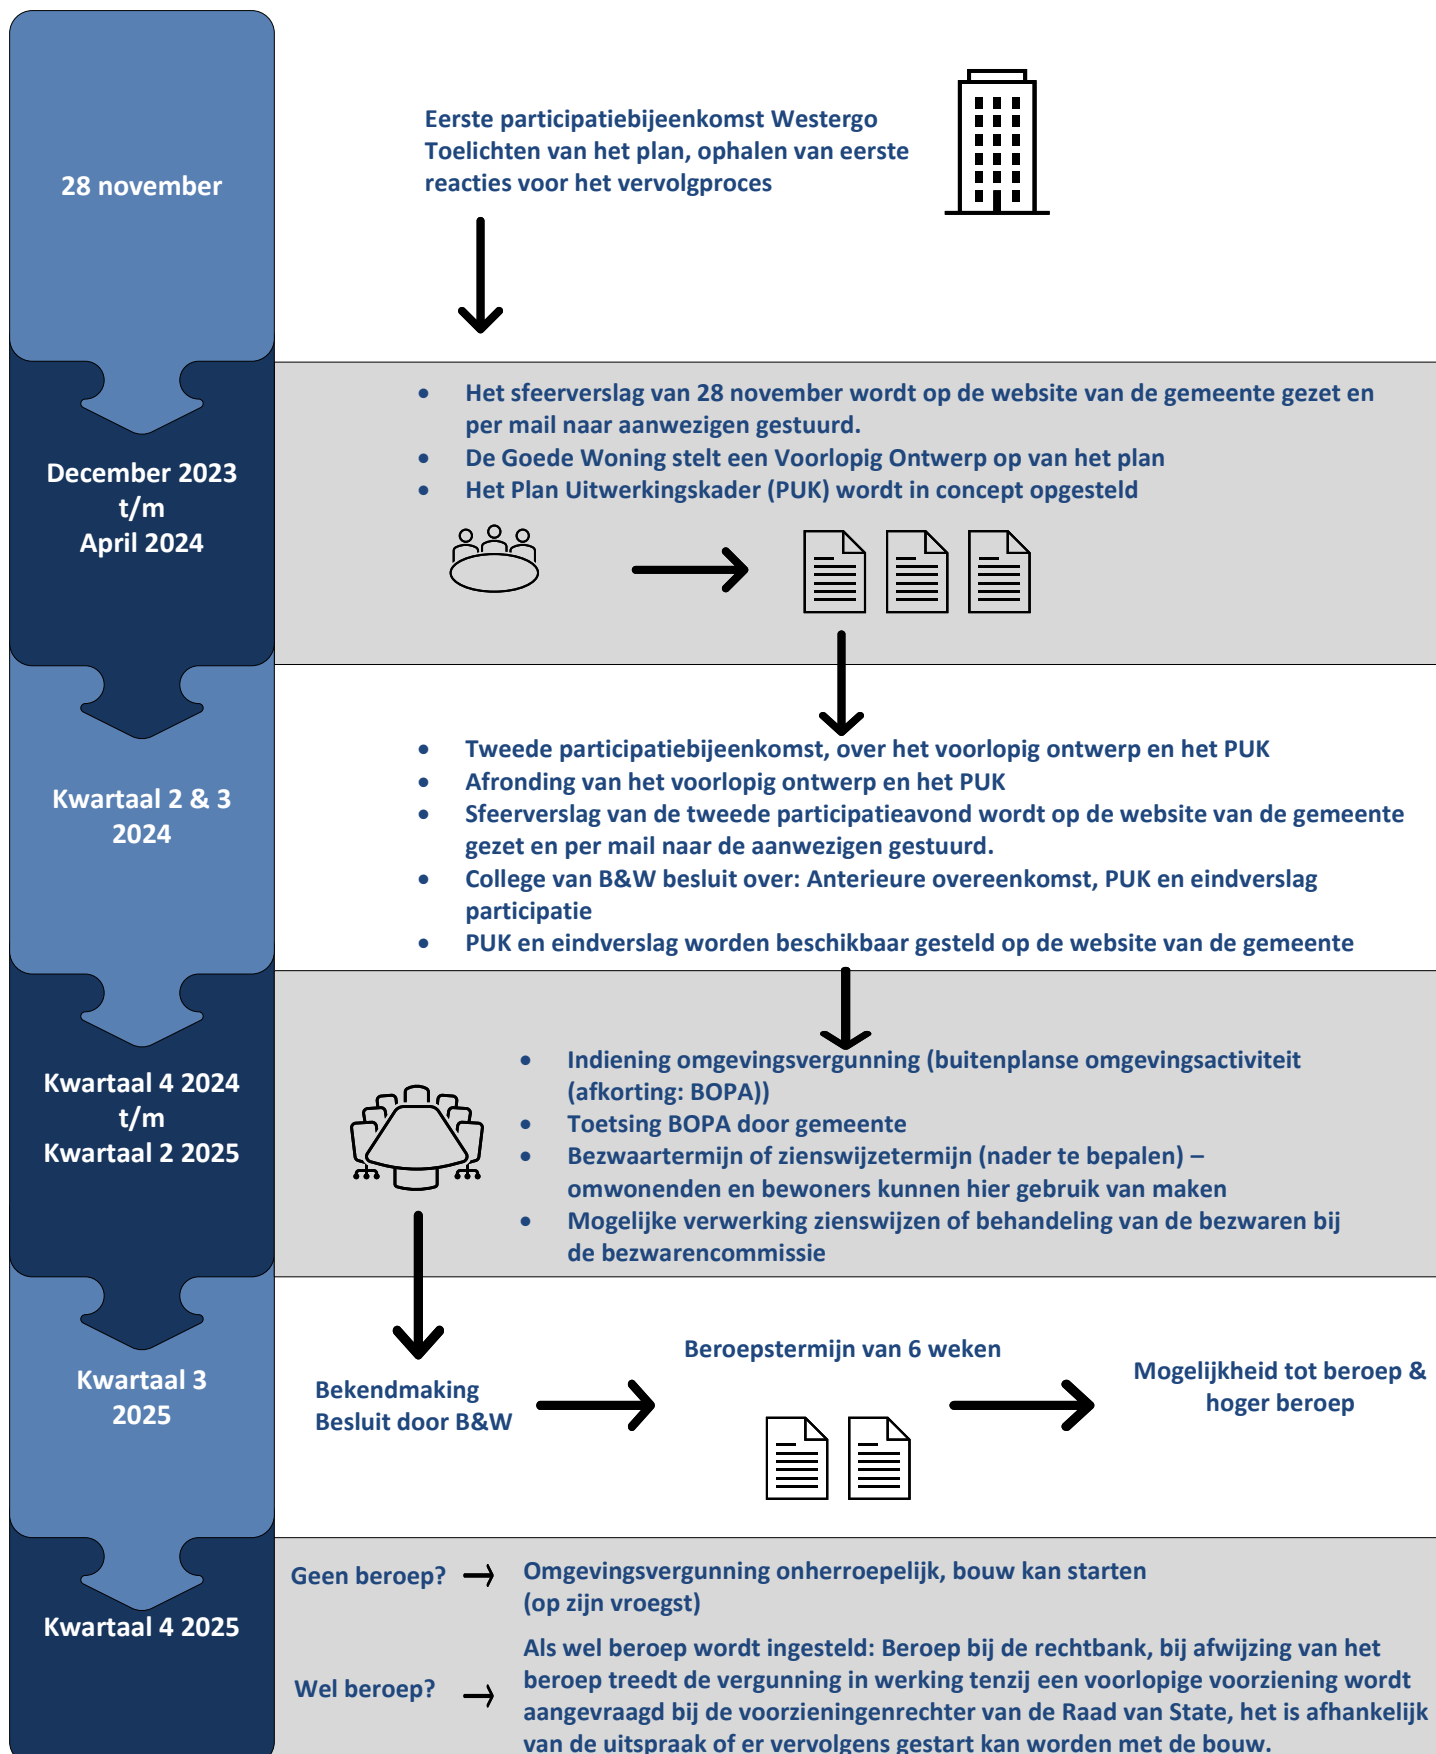 28 november
Eerste participatiebijeenkomst Westergo
Toelichten van het plan, ophalen van eerste
reacties voor het vervolgproces
December 2023
t/m
April 2024
• Het sfeerverslag van 28 november wordt op de website van de gemeente gezet en
per mail naar aanwezigen gestuurd.
• De Goede Woning stelt een Voorlopig Ontwerp op van het plan
• Het Plan Uitwerkingskader (PUK) wordt in concept opgesteld
Kwartaal 2 & 3
2024
• Tweede participatiebijeenkomst, over het voorlopig ontwerp en het PUK
• Afronding van het voorlopig ontwerp en het PUK
• Sfeerverslag van de tweede participatieavond wordt op de website van de gemeente
gezet en per mail naar de aanwezigen gestuurd.
• College van B&W besluit over: Anterieure overeenkomst, PUK en eindverslag
participatie
• PUK en eindverslag worden beschikbaar gesteld op de website van de gemeente
Kwartaal 4 2024
t/m
Kwartaal 2 2025
• Indiening omgevingsvergunning (buitenplanse omgevingsactiviteit
(afkorting: BOPA))
• Toetsing BOPA door gemeente
• Bezwaartermijn of zienswijzetermijn (nader te bepalen) –
omwonenden en bewoners kunnen hier gebruik van maken
• Mogelijke verwerking zienswijzen of behandeling van de bezwaren bij
de bezwarencommissie
Kwartaal 3
2025
Bekendmaking
Besluit door B&W
Beroepstermijn van 6 weken
Mogelijkheid tot beroep &
hoger beroep
Kwartaal 4 2025
Geen beroep?
Omgevingsvergunning onherroepelijk, bouw kan starten
(op zijn vroegst)
Wel beroep?
Als wel beroep wordt ingesteld: Beroep bij de rechtbank, bij afwijzing van het
beroep treedt de vergunning in werking tenzij een voorlopige voorziening wordt
aangevraagd bij de voorzieningenrechter van de Raad van State, het is afhankelijk
van de uitspraak of er vervolgens gestart kan worden met de bouw.